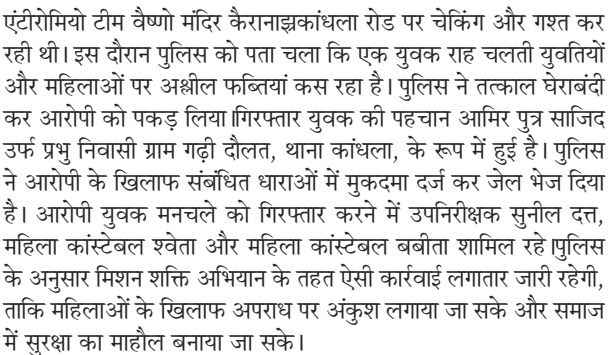 एंटीरोमियो टीम वैष्णो मंदिर कैरानाझकांधला रोड पर चेकिंग और गश्त कर
रही थी। इस दौरान पुलिस को पता चला कि एक युवक राह चलती युवतियों
और महिलाओं पर अश्लील फब्तियां कस रहा है। पुलिस ने तत्काल घेराबंदी
कर आरोपी को पकड़ लिया।गिरफ्तार युवक की पहचान आमिर पुत्र साजिद
उर्फ प्रभु निवासी ग्राम गढ़ी दौलत, थाना कांधला, के रूप में हुई है। पुलिस
ने आरोपी के खिलाफ संबंधित धाराओं में मुकदमा दर्ज कर जेल भेज दिया
है। आरोपी युवक मनचले को गिरफ्तार करने में उपनिरीक्षक सुनील दत्त,
महिला कांस्टेबल श्वेता और महिला कांस्टेबल बबीता शामिल रहे।पुलिस
के अनुसार मिशन शक्ति अभियान के तहत ऐसी कार्रवाई लगातार जारी रहेगी,
ताकि महिलाओं के खिलाफ अपराध पर अंकुश लगाया जा सके और समाज
में सुरक्षा का माहौल बनाया जा सके।